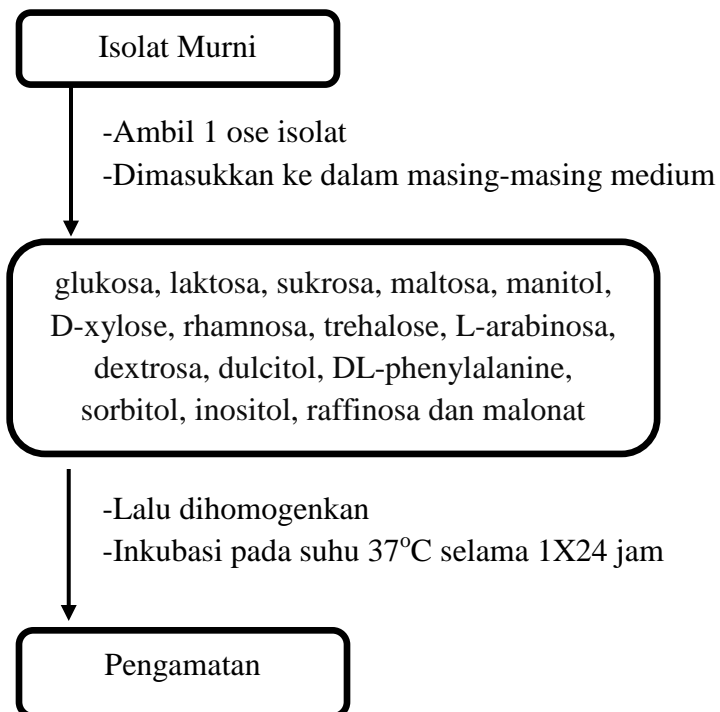 Isolat Murni
-Ambil 1 ose isolat
-Dimasukkan ke dalam masing-masing medium
glukosa, laktosa, sukrosa, maltosa, manitol,
D-xylose, rhamnosa, trehalose, L-arabinosa,
dextrosa, dulcitol, DL-phenylalanine,
sorbitol, inositol, raffinosa dan malonat
-Lalu dihomogenkan
-Inkubasi pada suhu 37°C selama 1X24 jam
Pengamatan